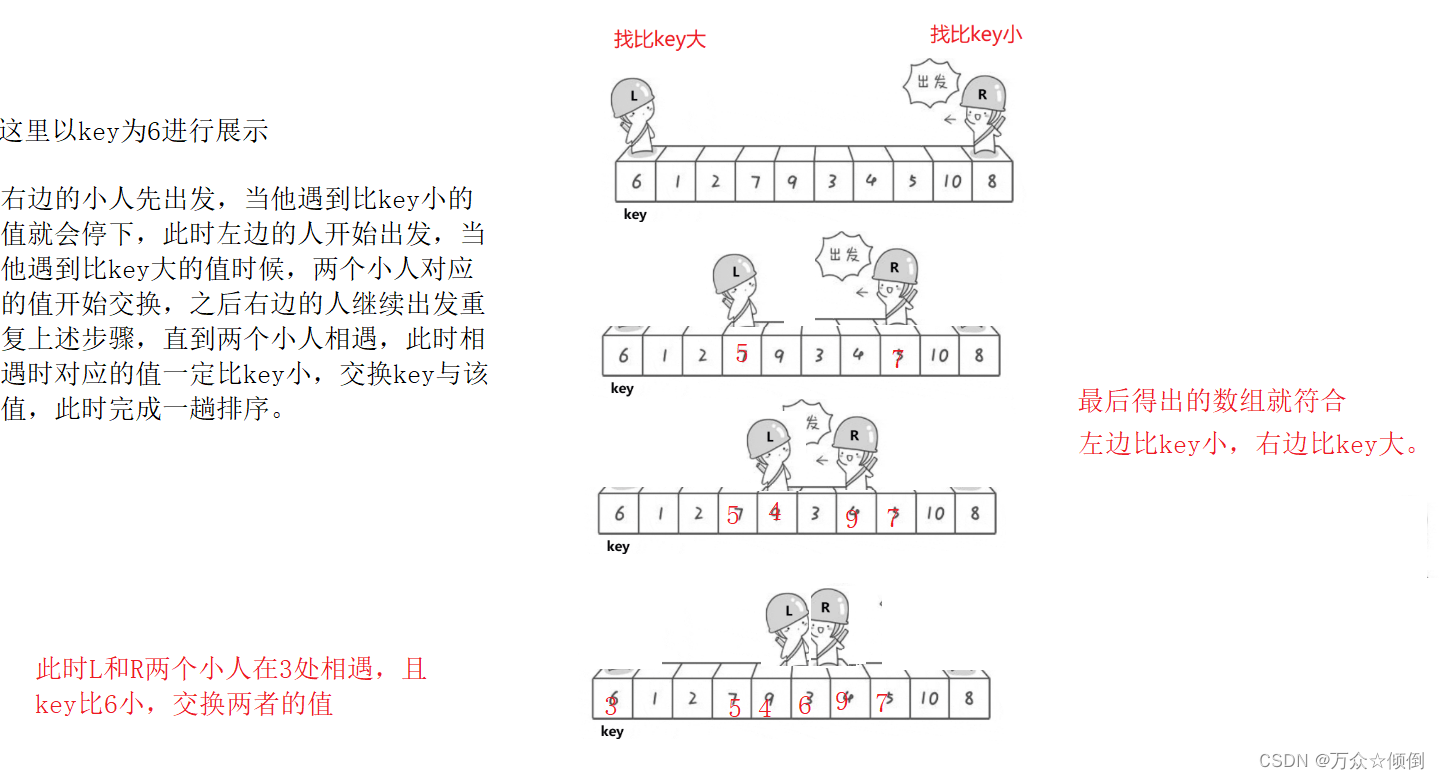 找比key大
找比key小
出发
L
R
这里以key为6进行展示
6 1 2 7 9 3 4 5 10 8
key
右边的小人先出发，当他遇到比key小的
值就会停下，此时左边的人开始出发，当
他遇到比key大的值时候，两个小人对应
的值开始交换，之后右边的人继续出发重
复上述步骤，直到两个小人相遇，此时相
遇时对应的值一定比key小，交换key与该
值，此时完成一趟排序。
出发
L
R
6 1 2 5 9 3 4 7 10 8
key
发
L
R
6 1 2 5 4 3 9 7 10 8
key
最后得出的数组就符合
左边比key小，右边比key大。
L
R
3 1 2 5 4 6 9 7 10 8
key
此时L和R两个小人在3处相遇，且
key比6小，交换两者的值
CSDN @万众☆倾倒